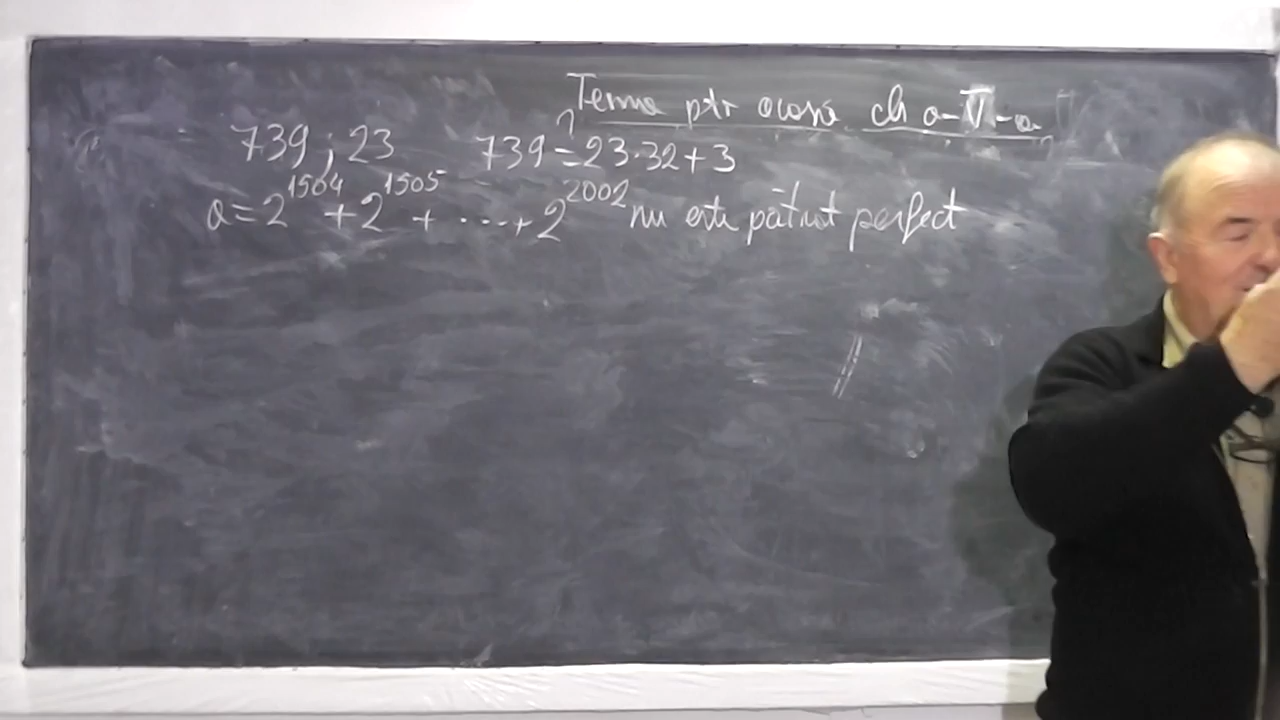 Tema ptr acasă cls a-V-a
739 ; 23 739 = 23·32+3
a=2^1504+2^1505+ ⋯ +2^2002 nu este pătrat perfect